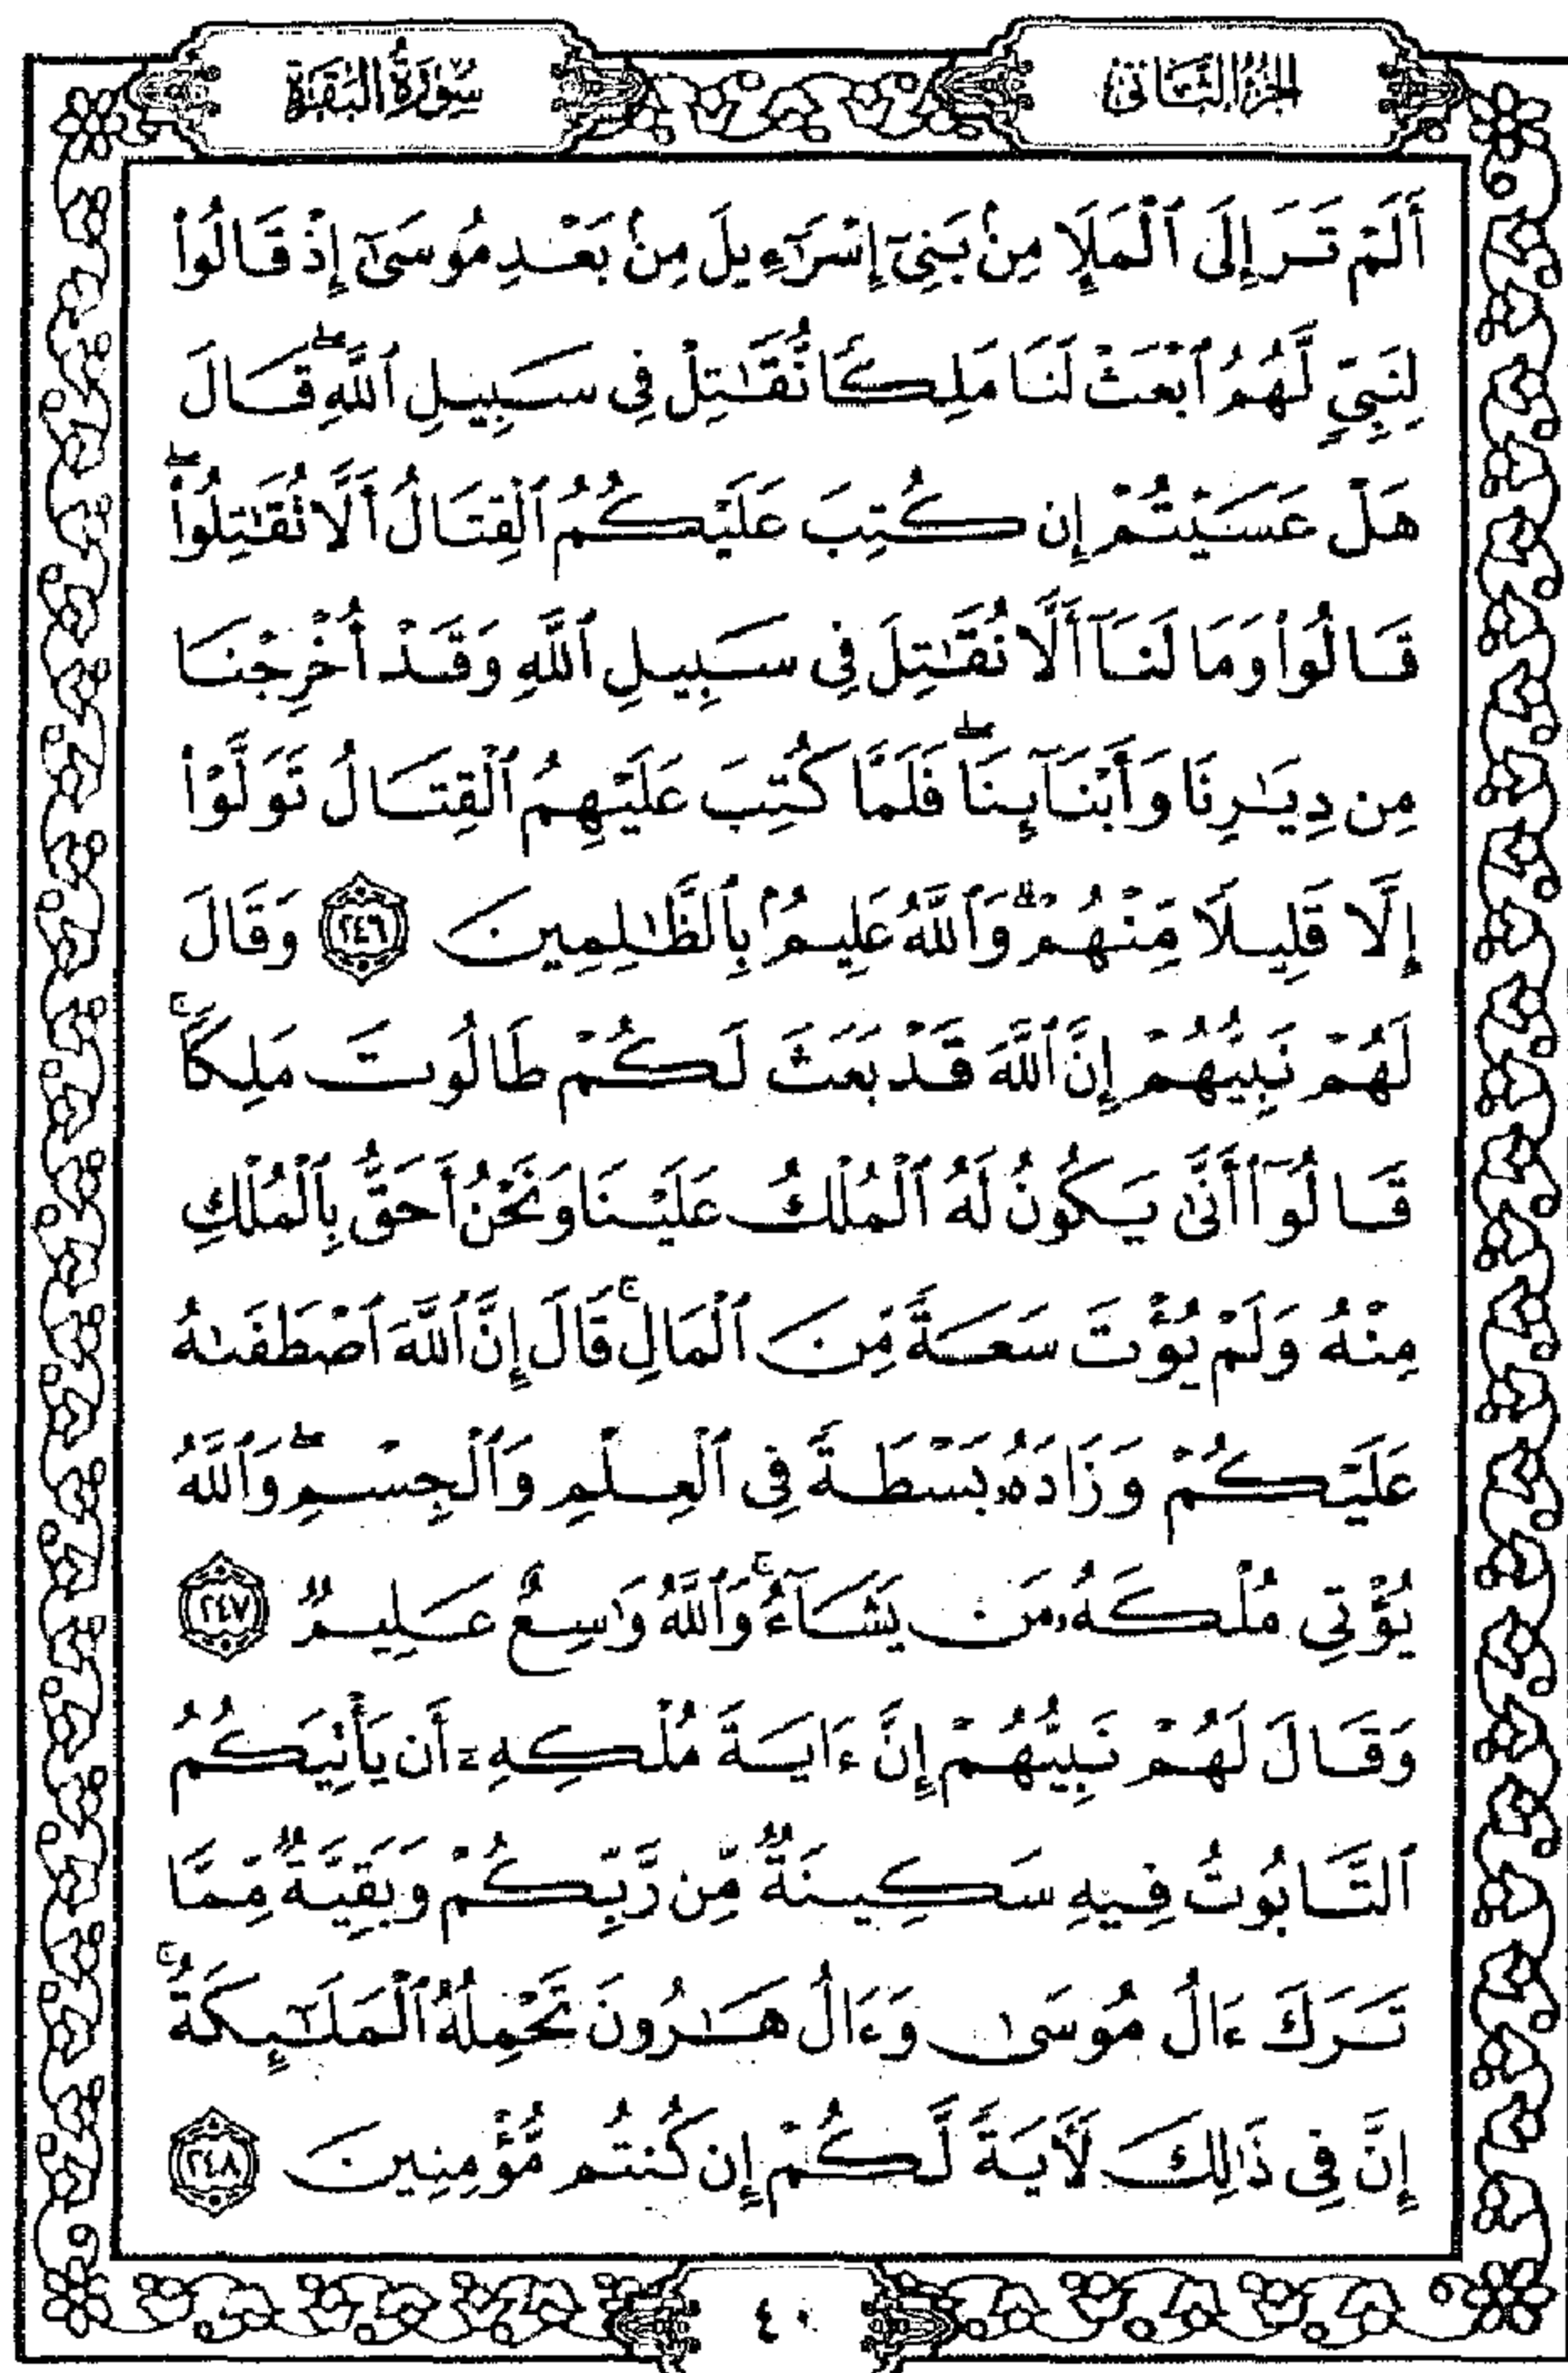 الجزء الثاني
سورة البقرة
أَلَمْ تَرَ إِلَى ٱلْمَلَإِ مِنۢ بَنِىٓ إِسْرَٰٓءِيلَ مِنۢ بَعْدِ مُوسَىٰٓ إِذْ قَالُوا۟
لِنَبِىٍّ لَّهُمُ ٱبْعَثْ لَنَا مَلِكًا نُّقَٰتِلْ فِى سَبِيلِ ٱللَّهِ ۖ قَالَ
هَلْ عَسَيْتُمْ إِن كُتِبَ عَلَيْكُمُ ٱلْقِتَالُ أَلَّا تُقَٰتِلُوا۟ ۖ
قَالُوا۟ وَمَا لَنَآ أَلَّا نُقَٰتِلَ فِى سَبِيلِ ٱللَّهِ وَقَدْ أُخْرِجْنَا
مِن دِيَٰرِنَا وَأَبْنَآئِنَا ۖ فَلَمَّا كُتِبَ عَلَيْهِمُ ٱلْقِتَالُ تَوَلَّوْا۟
إِلَّا قَلِيلًا مِّنْهُمْ ۗ وَٱللَّهُ عَلِيمٌۢ بِٱلظَّٰلِمِينَ ٢٤٦ وَقَالَ
لَهُمْ نَبِيُّهُمْ إِنَّ ٱللَّهَ قَدْ بَعَثَ لَكُمْ طَالُوتَ مَلِكًا ۚ
قَالُوٓا۟ أَنَّىٰ يَكُونُ لَهُ ٱلْمُلْكُ عَلَيْنَا وَنَحْنُ أَحَقُّ بِٱلْمُلْكِ
مِنْهُ وَلَمْ يُؤْتَ سَعَةً مِّنَ ٱلْمَالِ ۚ قَالَ إِنَّ ٱللَّهَ ٱصْطَفَىٰهُ
عَلَيْكُمْ وَزَادَهُۥ بَسْطَةً فِى ٱلْعِلْمِ وَٱلْجِسْمِ ۖ وَٱللَّهُ
يُؤْتِى مُلْكَهُۥ مَن يَشَآءُ ۚ وَٱللَّهُ وَٰسِعٌ عَلِيمٌ ٢٤٧
وَقَالَ لَهُمْ نَبِيُّهُمْ إِنَّ ءَايَةَ مُلْكِهِۦٓ أَن يَأْتِيَكُمُ
ٱلتَّابُوتُ فِيهِ سَكِينَةٌ مِّن رَّبِّكُمْ وَبَقِيَّةٌ مِّمَّا
تَرَكَ ءَالُ مُوسَىٰ وَءَالُ هَٰرُونَ تَحْمِلُهُ ٱلْمَلَٰٓئِكَةُ ۚ
إِنَّ فِى ذَٰلِكَ لَءَايَةً لَّكُمْ إِن كُنتُم مُّؤْمِنِينَ ٢٤٨
٤٠